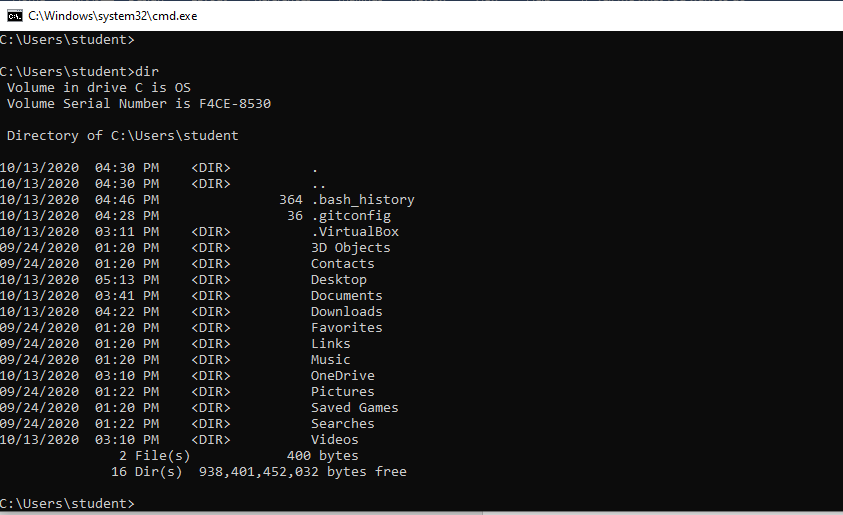 C:\Windows\system32\cmd.exe
C:\Users\student>
C:\Users\student>dir
 Volume in drive C is OS
 Volume Serial Number is F4CE-8530
 Directory of C:\Users\student
10/13/2020  04:30 PM    <DIR>          .
10/13/2020  04:30 PM    <DIR>          ..
10/13/2020  04:46 PM               364 .bash_history
10/13/2020  04:28 PM                36 .gitconfig
10/13/2020  03:11 PM    <DIR>          .VirtualBox
09/24/2020  01:20 PM    <DIR>          3D Objects
09/24/2020  01:20 PM    <DIR>          Contacts
10/13/2020  05:13 PM    <DIR>          Desktop
10/13/2020  03:41 PM    <DIR>          Documents
10/13/2020  04:22 PM    <DIR>          Downloads
09/24/2020  01:20 PM    <DIR>          Favorites
09/24/2020  01:20 PM    <DIR>          Links
09/24/2020  01:20 PM    <DIR>          Music
10/13/2020  03:10 PM    <DIR>          OneDrive
09/24/2020  01:22 PM    <DIR>          Pictures
09/24/2020  01:20 PM    <DIR>          Saved Games
09/24/2020  01:22 PM    <DIR>          Searches
10/13/2020  03:10 PM    <DIR>          Videos
               2 File(s)            400 bytes
              16 Dir(s)  938,401,452,032 bytes free
C:\Users\student>